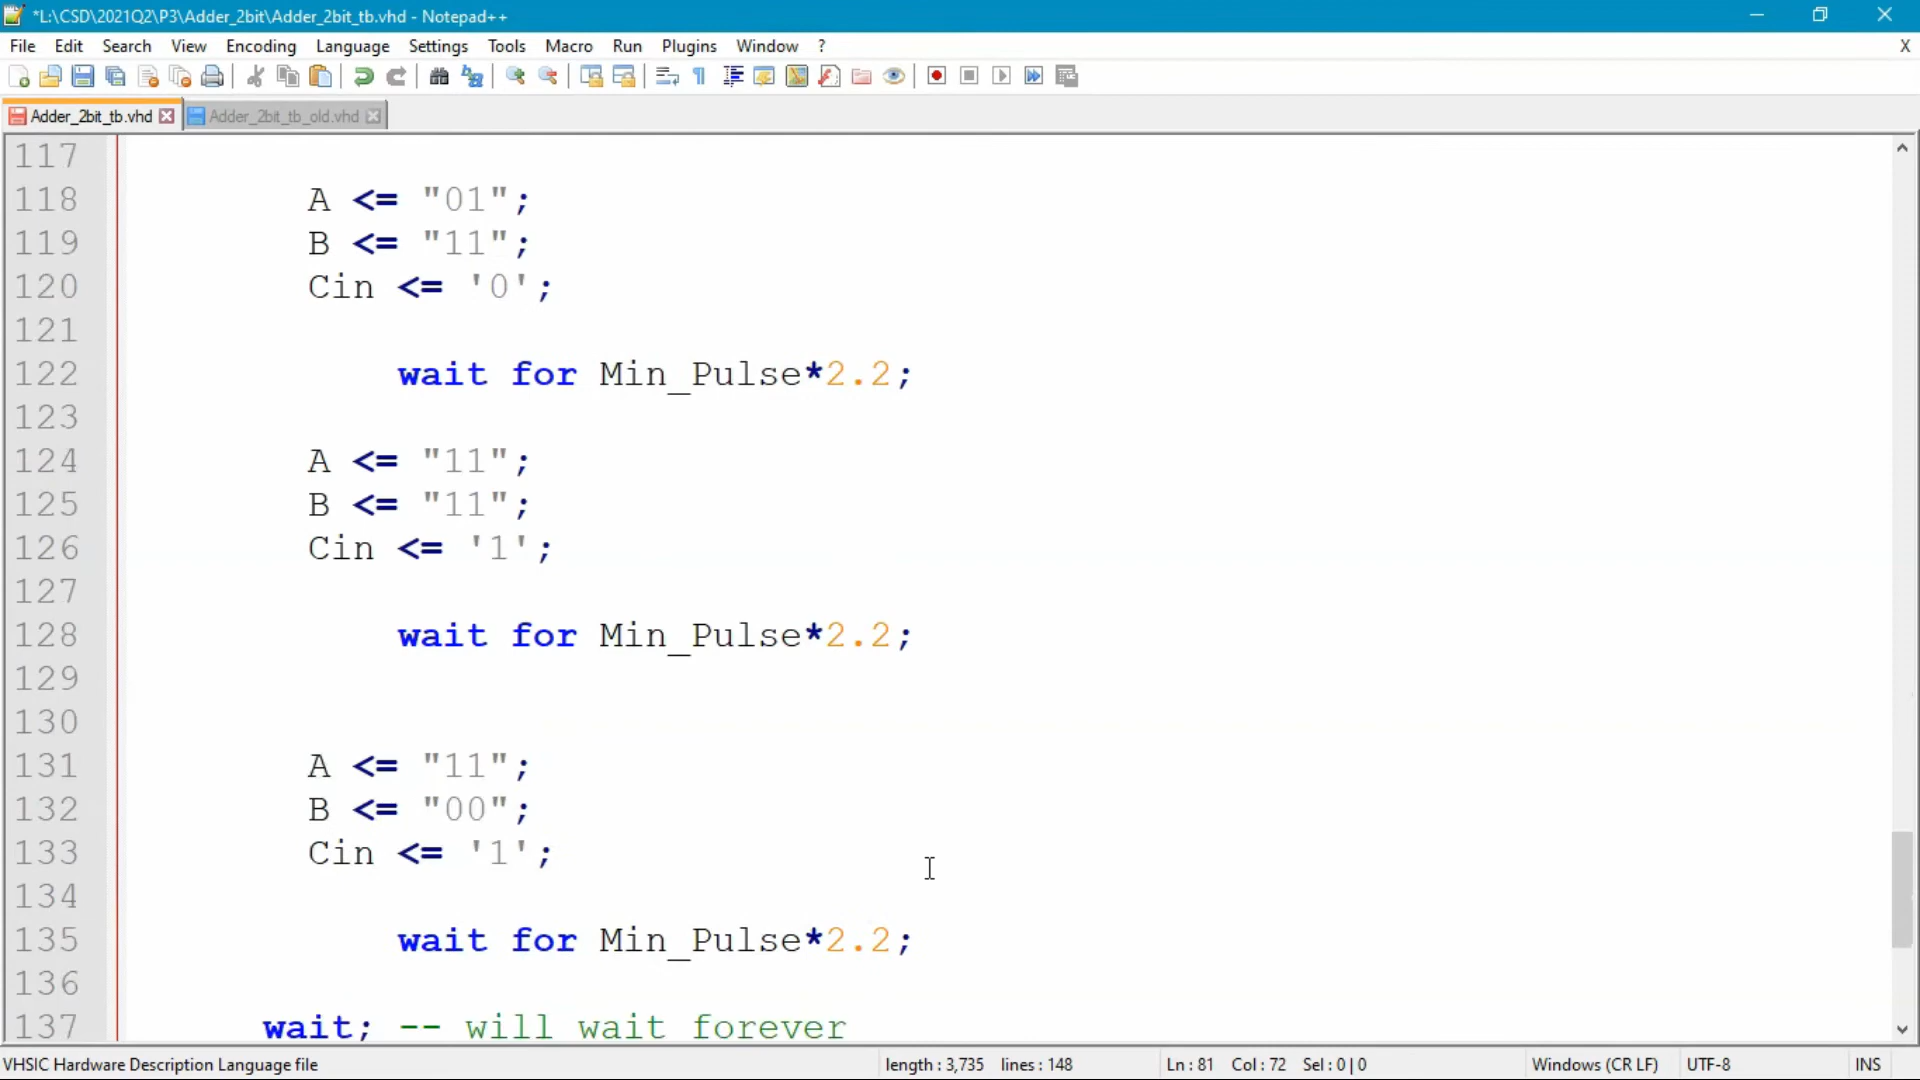 *L:\CSD\2021Q2\P3\Adder_2bit\Adder_2bit_tb.vhd - Notepad++
File Edit Search View Encoding Language Settings Tools Macro Run Plugins Window ? X
Adder_2bit_tb.vhd Adder_2bit_tb_old.vhd
117
118 A <= "01";
119 B <= "11";
120 Cin <= '0';
121
122 wait for Min_Pulse*2.2;
123
124 A <= "11";
125 B <= "11";
126 Cin <= '1';
127
128 wait for Min_Pulse*2.2;
129
130
131 A <= "11";
132 B <= "00";
133 Cin <= '1';
134
135 wait for Min_Pulse*2.2;
136
137 wait; -- will wait forever
VHSIC Hardware Description Language file length : 3,735 lines : 148 Ln : 81 Col : 72 Sel : 0 | 0 Windows (CR LF) UTF-8 INS